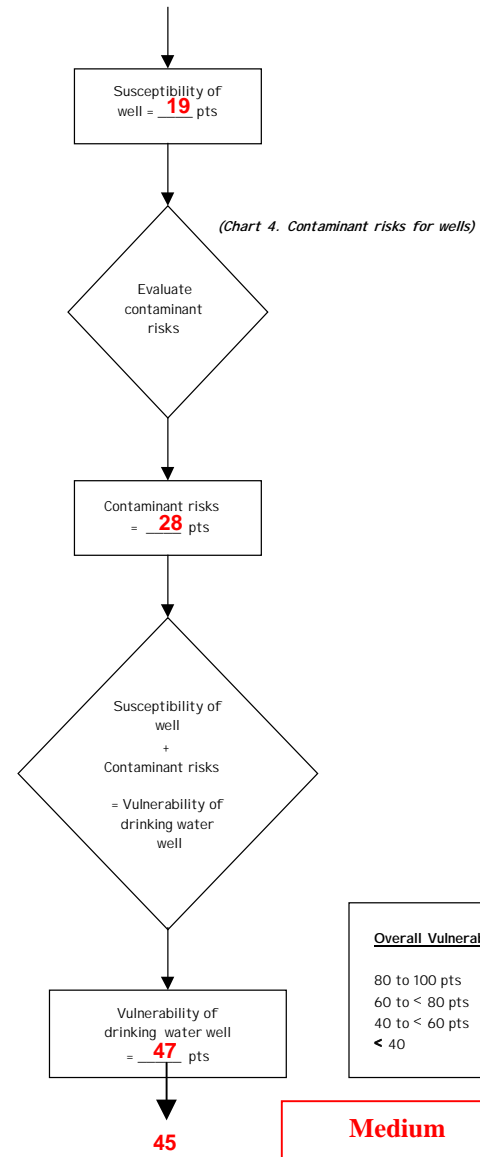 Susceptibility of
well = 19 pts
(Chart 4. Contaminant risks for wells)
Evaluate
contaminant
risks
Contaminant risks
= 28 pts
Susceptibility of
well
+
Contaminant risks
= Vulnerability of
drinking water
well
Overall Vulnerab
80 to 100 pts
60 to < 80 pts
40 to < 60 pts
< 40
Vulnerability of
drinking water well
= 47 pts
45
Medium